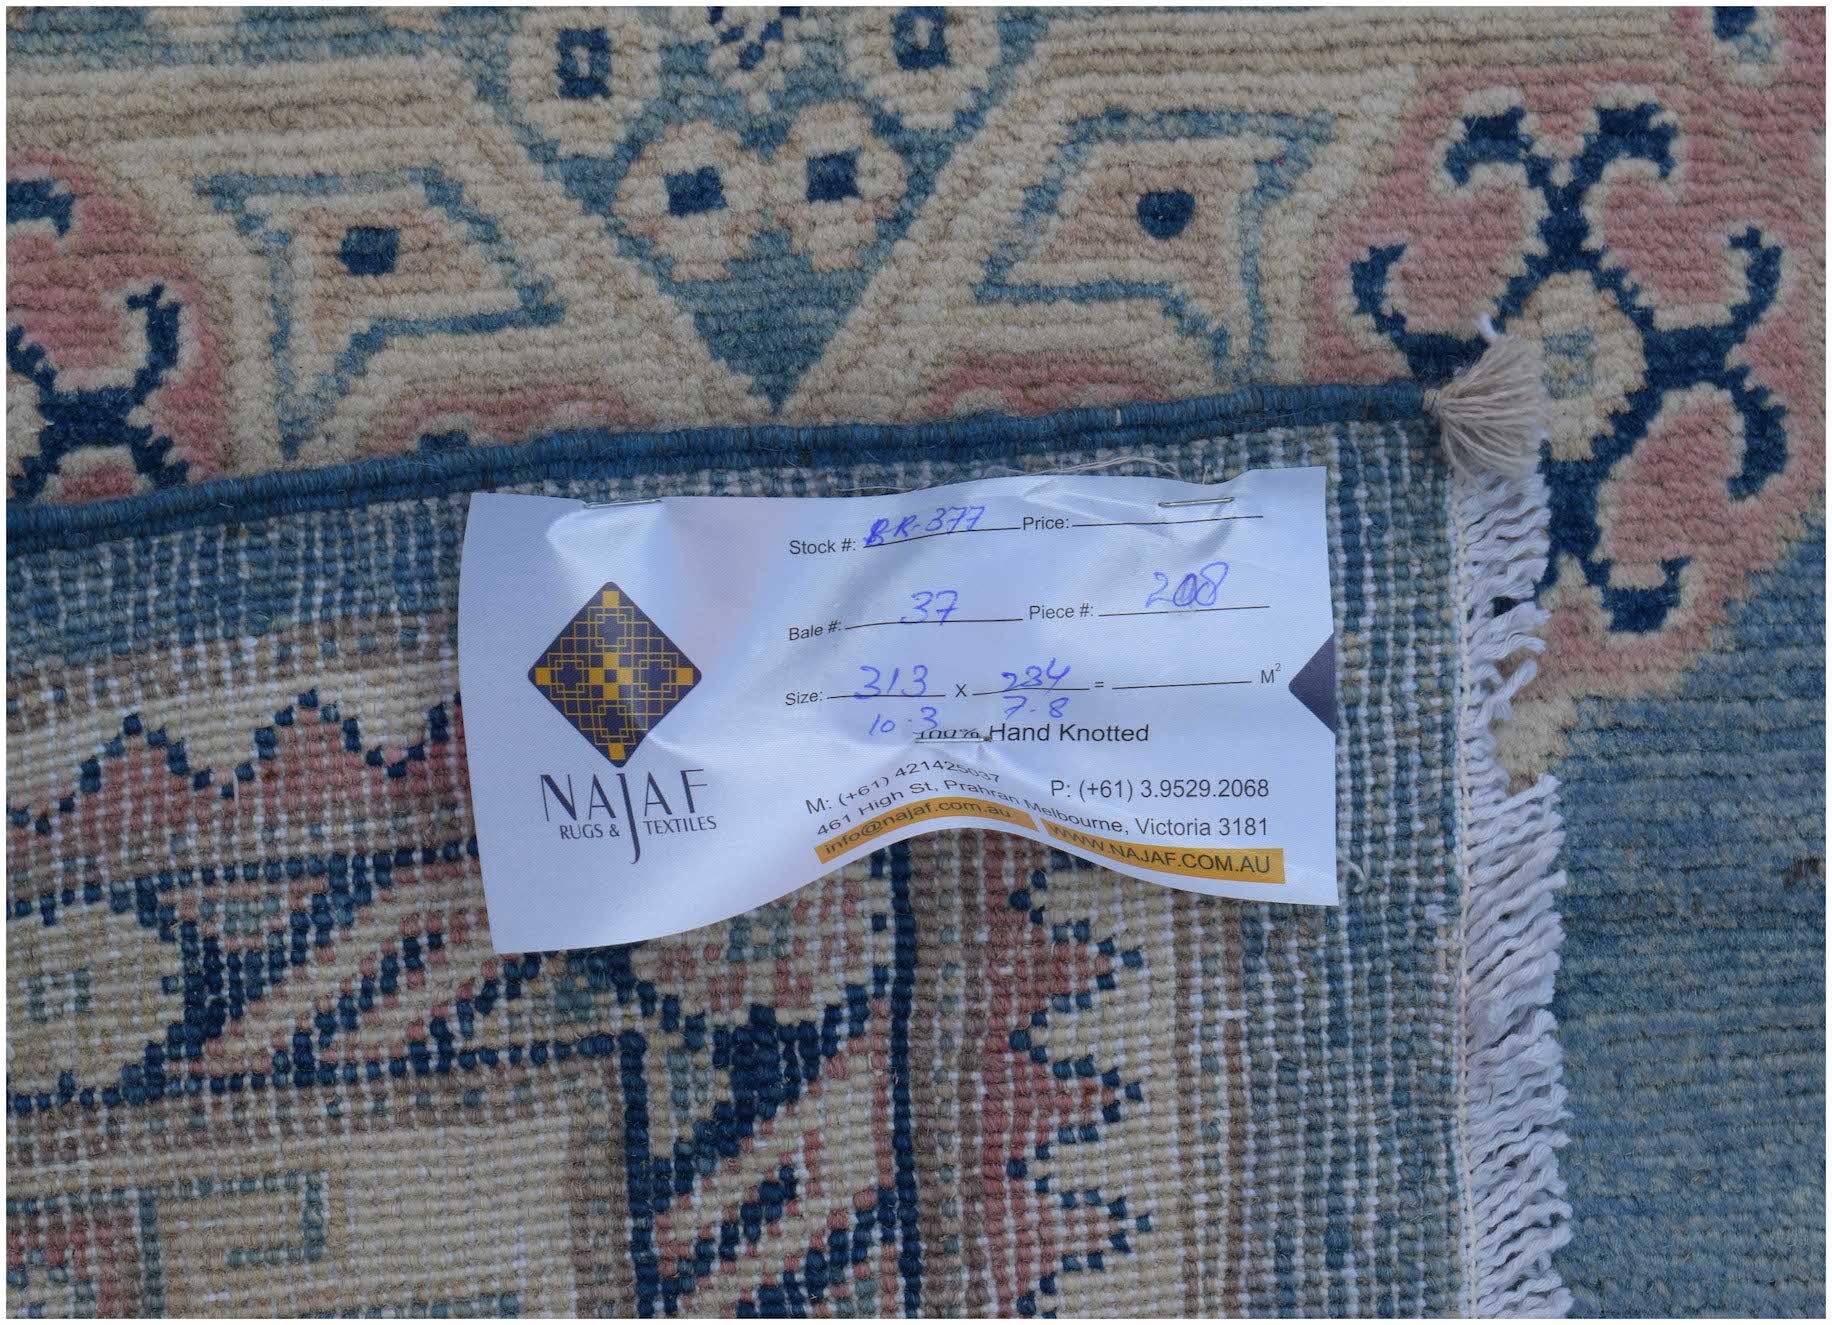 Stock #: RR-377 Price:
Bale #: 37 Piece #: 208
Size: 313 X 234 = M²
10.3 7.8
100% Hand Knotted
NAJAF
RUGS & TEXTILES
M: (+61) 421425037 P: (+61) 3.9529.2068
461 High St, Prahran Melbourne, Victoria 3181
info@najaf.com.au WWW.NAJAF.COM.AU